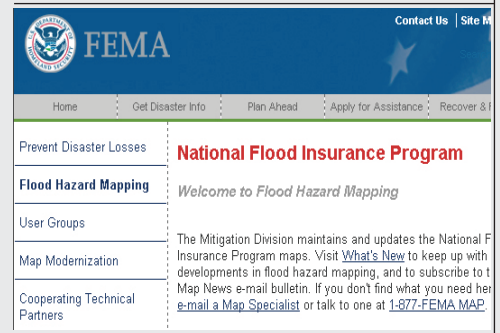 Contact Us | Site M
FEMA
Home Get Disaster Info Plan Ahead Apply for Assistance Recover &
Prevent Disaster Losses
Flood Hazard Mapping
User Groups
Map Modernization
Cooperating Technical
Partners
National Flood Insurance Program
Welcome to Flood Hazard Mapping
The Mitigation Division maintains and updates the National F
Insurance Program maps. Visit What's New to keep up with
developments in flood hazard mapping, and to subscribe to t
Map News e-mail bulletin. If you don't find what you need her
e-mail a Map Specialist or talk to one at 1-877-FEMA MAP.